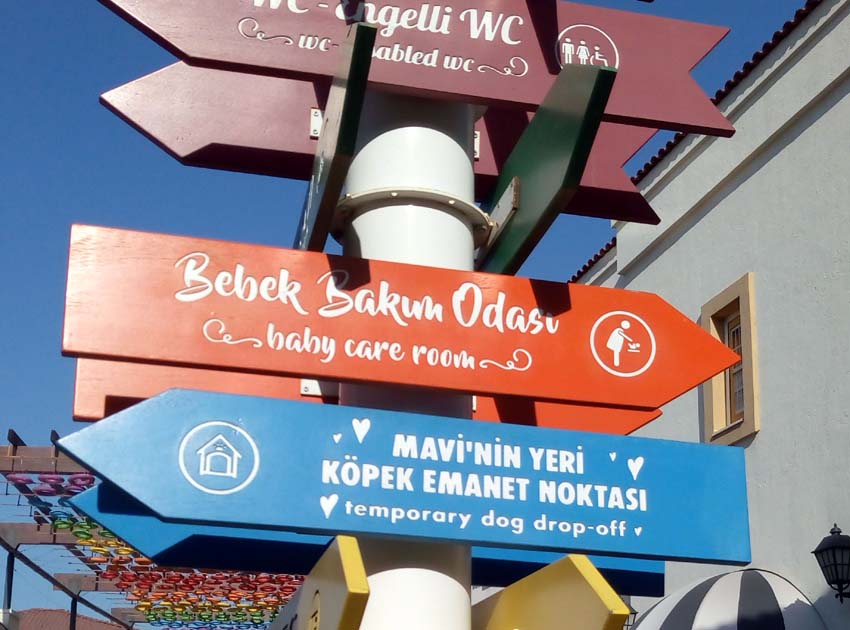 WC - Engelli WC
wc - disabled wc
Bebek Bakım Odası
baby care room
MAVİ'NİN YERİ
KÖPEK EMANET NOKTASI
temporary dog drop-off